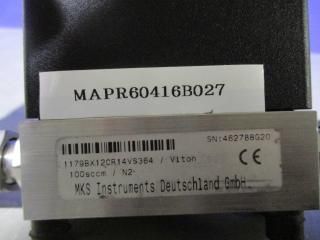 MAPR60416B027
SN:462788G20
1179BX12CR14VS364 / Viton
100sccm / N2
CE
MKS Instruments Deutschland GmbH.